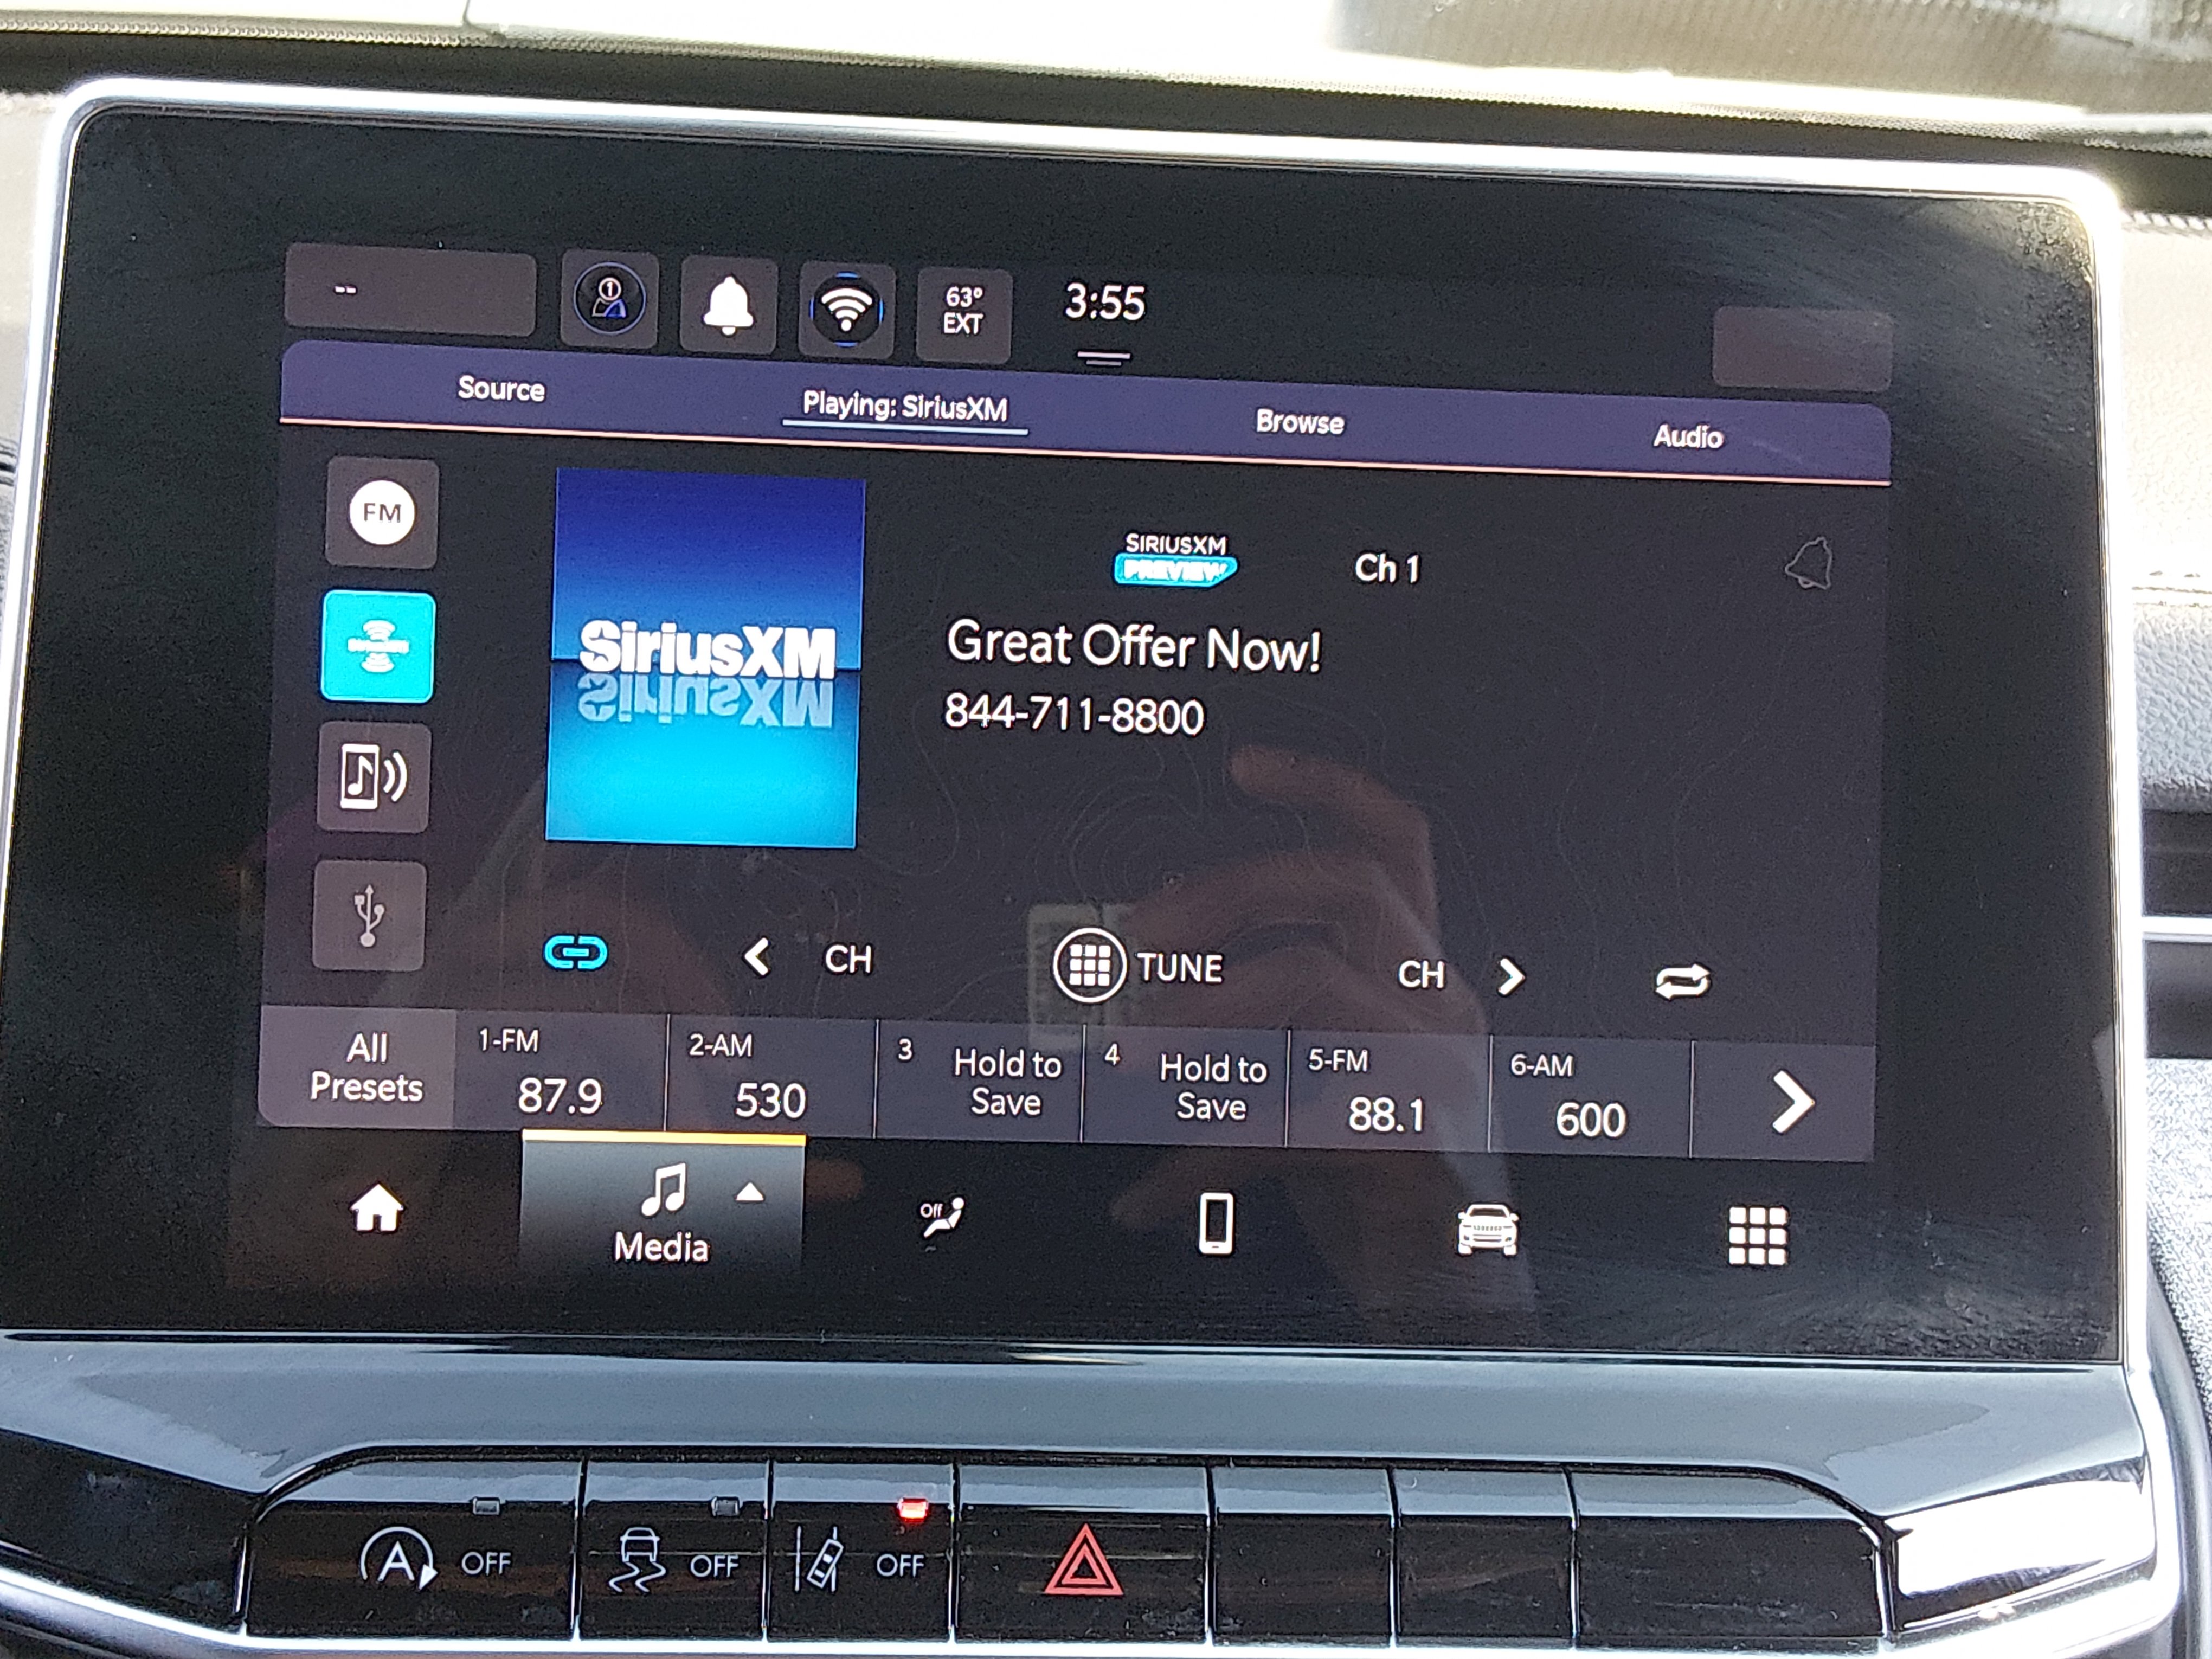 --
1
63°
EXT
3:55
Source
Playing: SiriusXM
Browse
Audio
FM
SiriusXM
SiriusXM
SIRIUSXM
PREVIEW
Ch 1
Great Offer Now!
844-711-8800
CH
TUNE
CH
All
Presets
1-FM
87.9
2-AM
530
3
Hold to
Save
4
Hold to
Save
5-FM
88.1
6-AM
600
Media
Off
A OFF
OFF
OFF